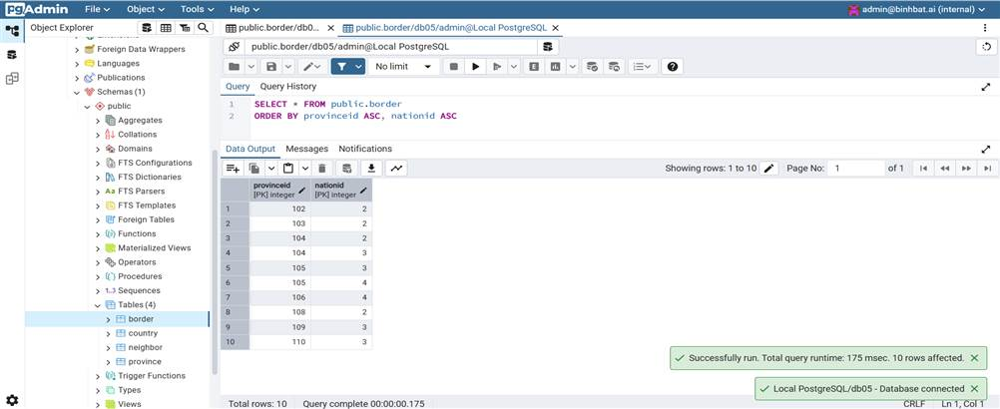 pgAdmin File Object Tools Help admin@binhbat.ai (internal)
Object Explorer
public.border/db0... public.border/db05/admin@Local PostgreSQL
public.border/db05/admin@Local PostgreSQL
No limit
Query Query History
1 SELECT * FROM public.border
2 ORDER BY provinceid ASC, nationid ASC
Foreign Data Wrappers
Languages
Publications
Schemas (1)
public
Aggregates
Collations
Domains
FTS Configurations
FTS Dictionaries
FTS Parsers
FTS Templates
Foreign Tables
Functions
Materialized Views
Operators
Procedures
1..3 Sequences
Tables (4)
border
country
neighbor
province
Trigger Functions
Types
Views
Data Output Messages Notifications
Showing rows: 1 to 10 Page No: 1 of 1
provinceid nationid
[PK] integer [PK] integer
1 102 2
2 103 2
3 104 2
4 104 3
5 105 3
6 105 4
7 106 4
8 108 2
9 109 3
10 110 3
Successfully run. Total query runtime: 175 msec. 10 rows affected.
Local PostgreSQL/db05 - Database connected
Total rows: 10 Query complete 00:00:00.175 CRLF Ln 1, Col 1